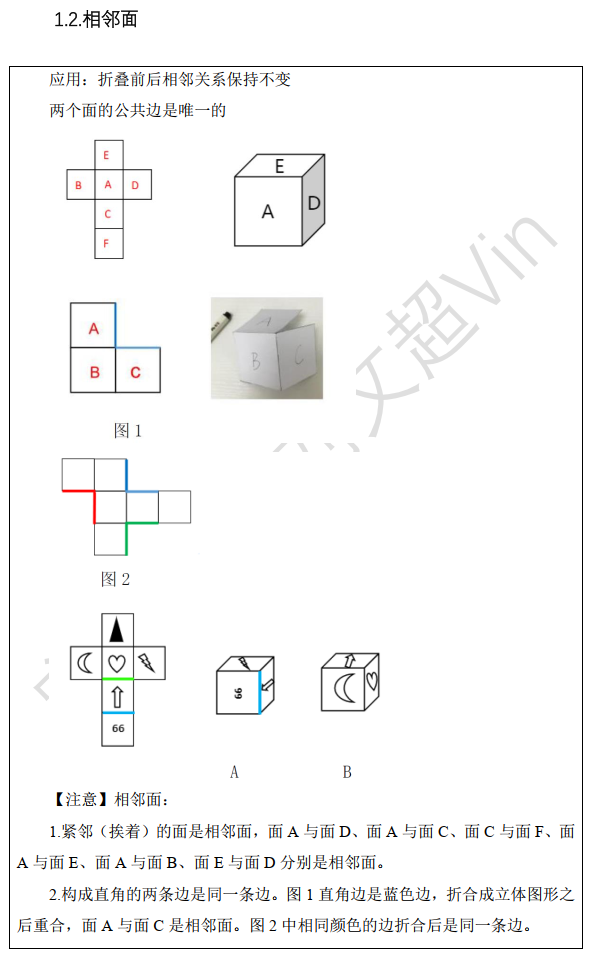 1.2.相邻面
应用：折叠前后相邻关系保持不变
两个面的公共边是唯一的
E
B A D
C
F
E
A D
A
B C
A
B C
图 1
图 2
66
66
A B
【注意】相邻面：
1.紧邻（挨着）的面是相邻面，面 A 与面 D、面 A 与面 C、面 C 与面 F、面
A 与面 E、面 A 与面 B、面 E 与面 D 分别是相邻面。
2.构成直角的两条边是同一条边。图 1 直角边是蓝色边，折合成立体图形之
后重合，面 A 与面 C 是相邻面。图 2 中相同颜色的边折合后是同一条边。
文超Vin